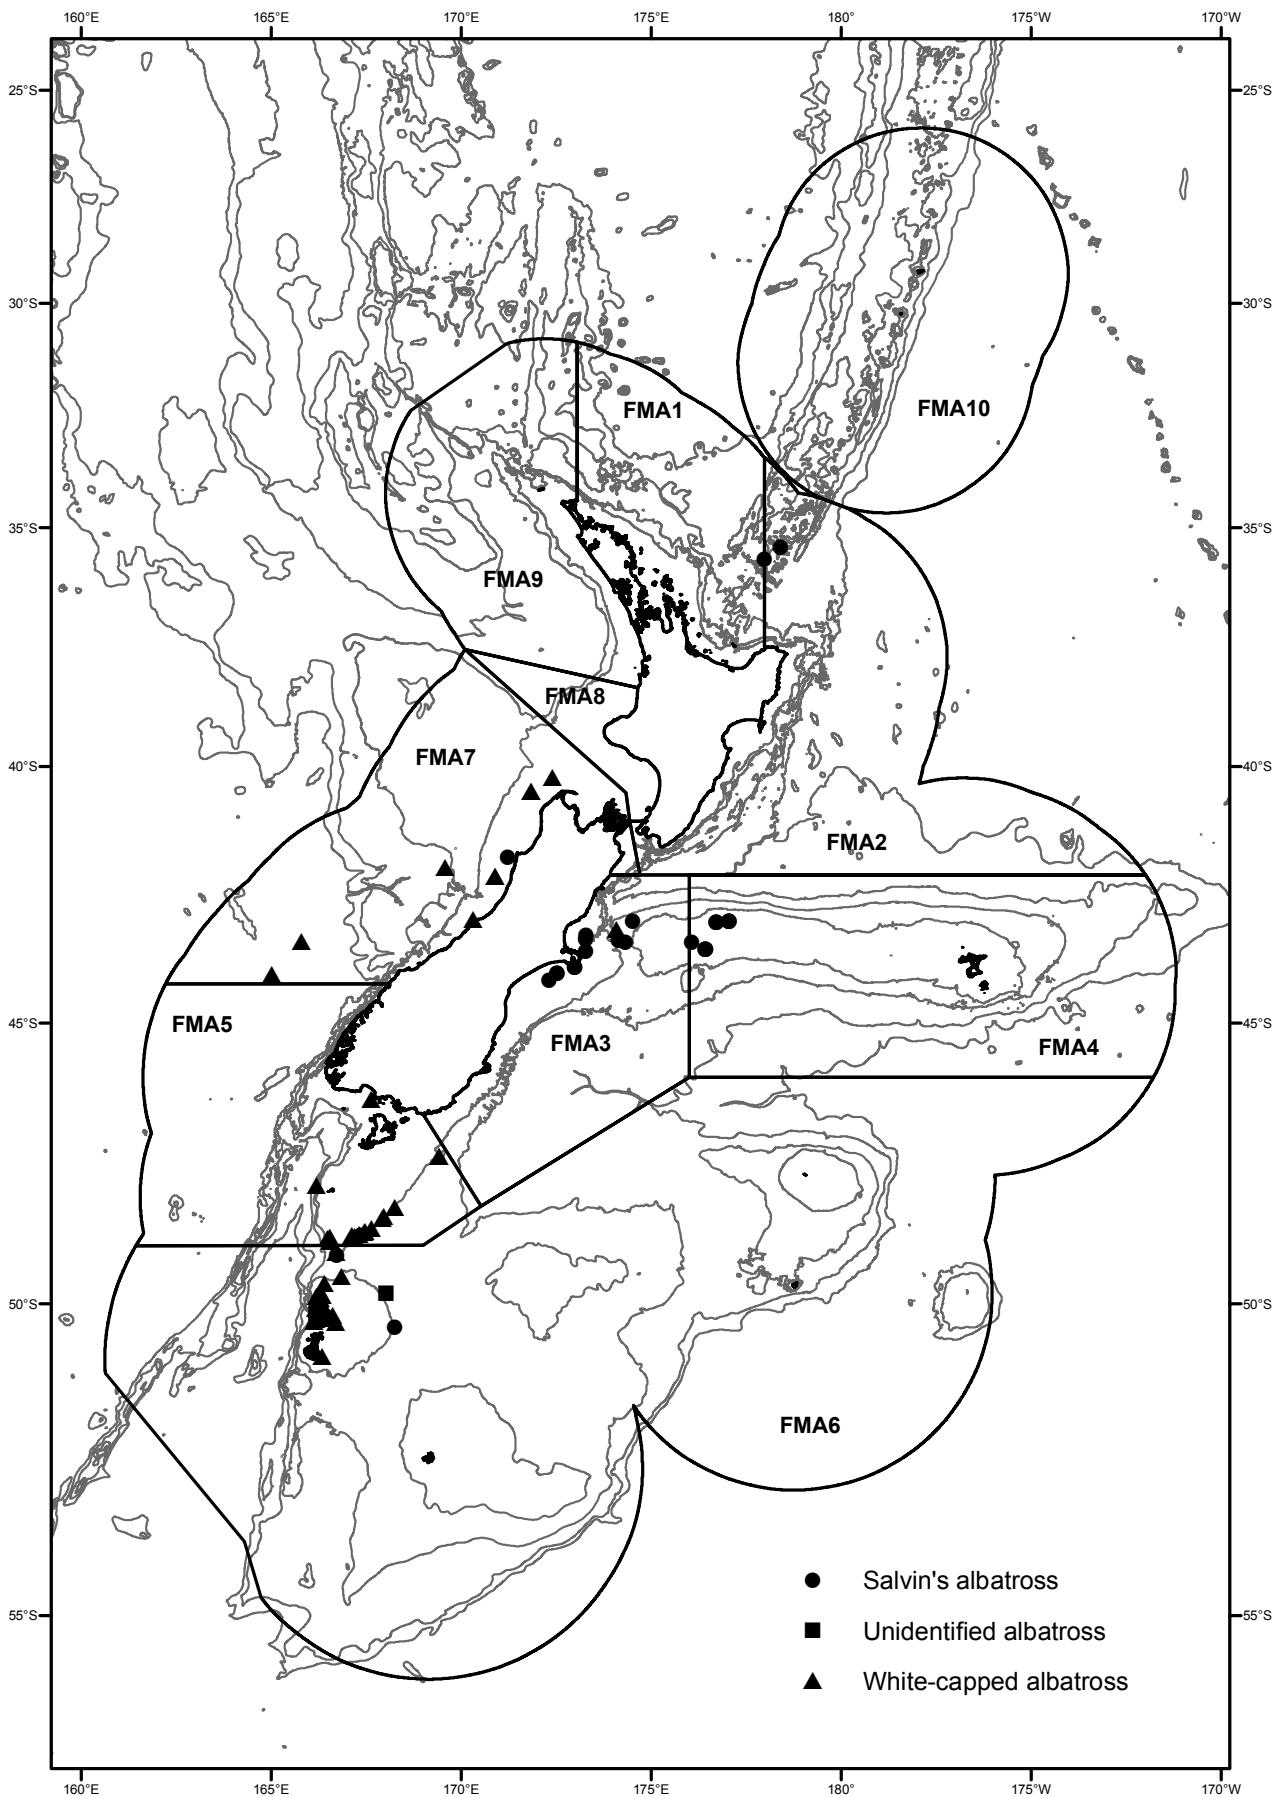 160°E 165°E 170°E 175°E 180° 175°W 170°W
25°S 25°S
30°S 30°S
FMA1 FMA10
35°S 35°S
FMA9
FMA8
FMA7
40°S 40°S
FMA2
FMA5 45°S 45°S
FMA3 FMA4
50°S 50°S
FMA6
Salvin's albatross
55°S 55°S
Unidentified albatross
White-capped albatross
160°E 165°E 170°E 175°E 180° 175°W 170°W